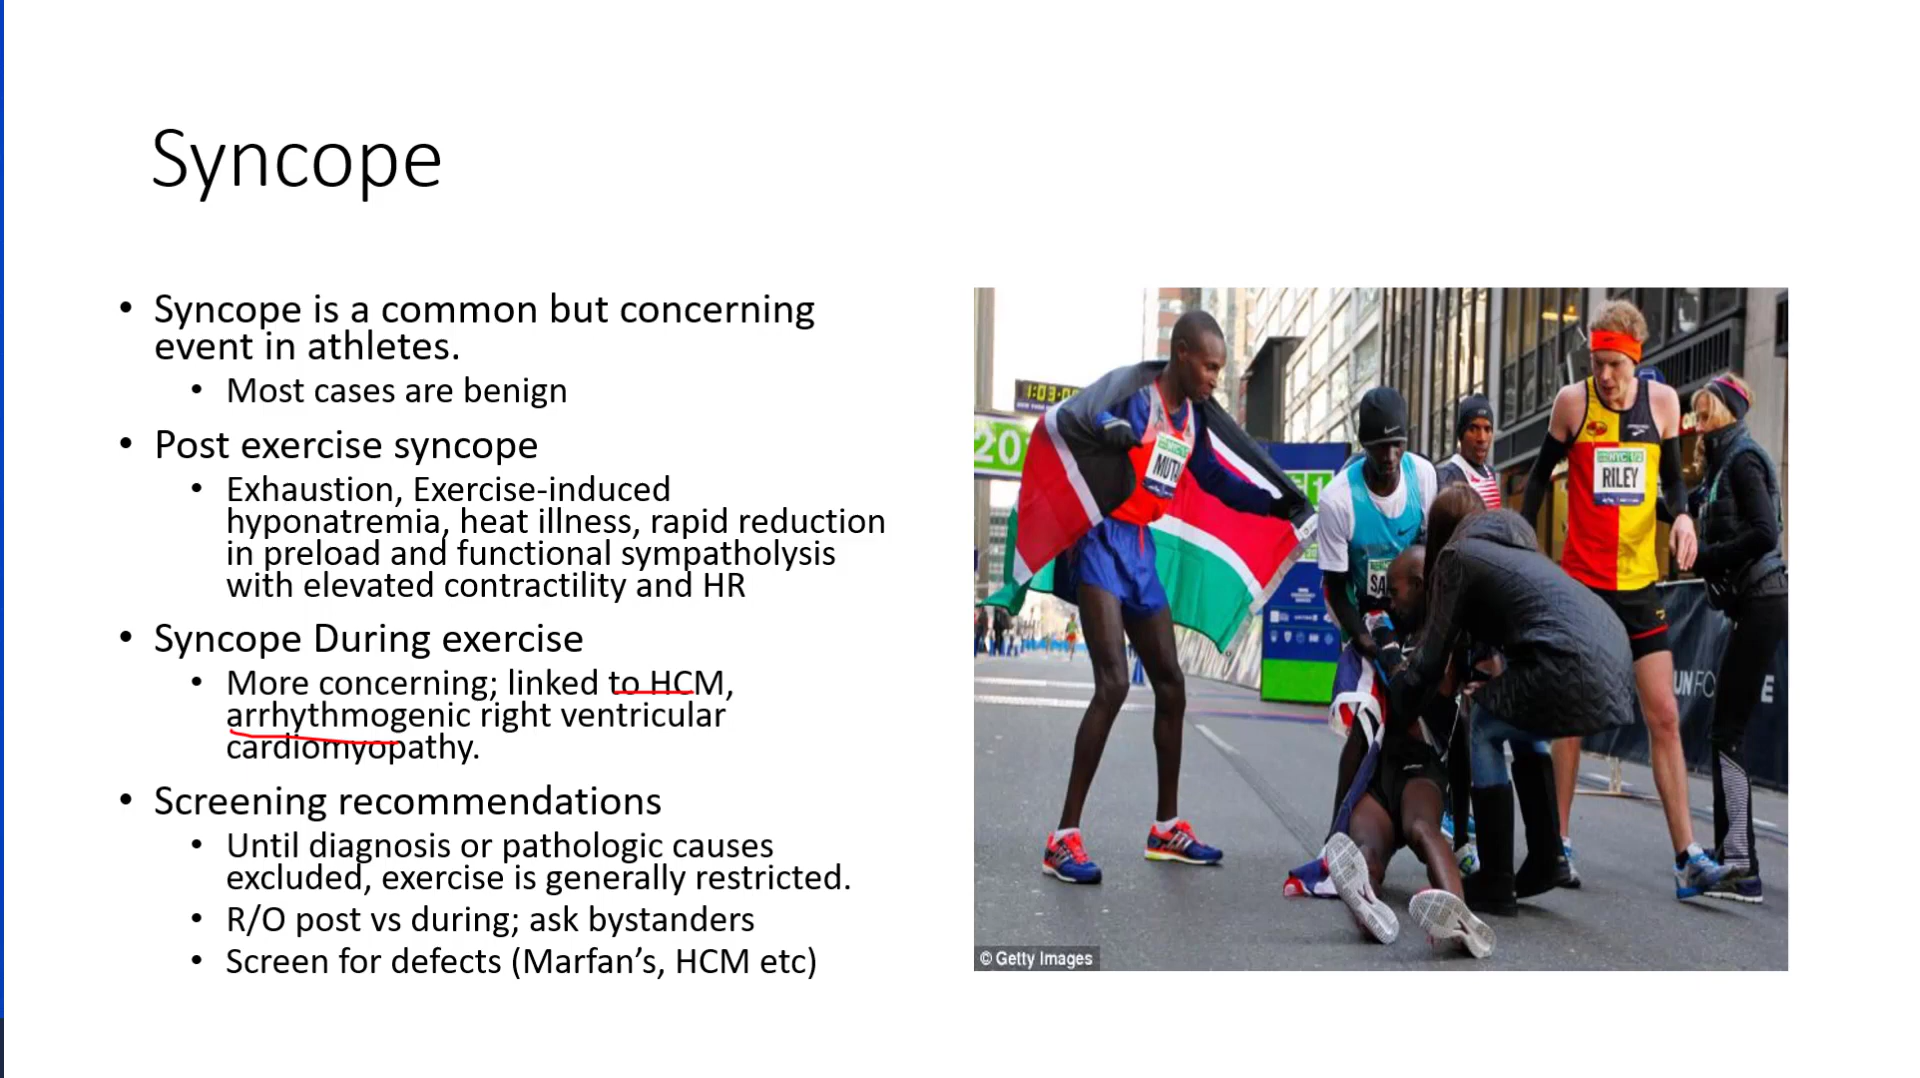 Syncope
• Syncope is a common but concerning
event in athletes.
• Most cases are benign
• Post exercise syncope
• Exhaustion, Exercise-induced
hyponatremia, heat illness, rapid reduction
in preload and functional sympatholysis
with elevated contractility and HR
• Syncope During exercise
• More concerning; linked to HCM,
arrhythmogenic right ventricular
cardiomyopathy.
• Screening recommendations
• Until diagnosis or pathologic causes
excluded, exercise is generally restricted.
• R/O post vs during; ask bystanders
• Screen for defects (Marfan’s, HCM etc)
1:03:0
20
MUT
SA
RILEY
© Getty Images